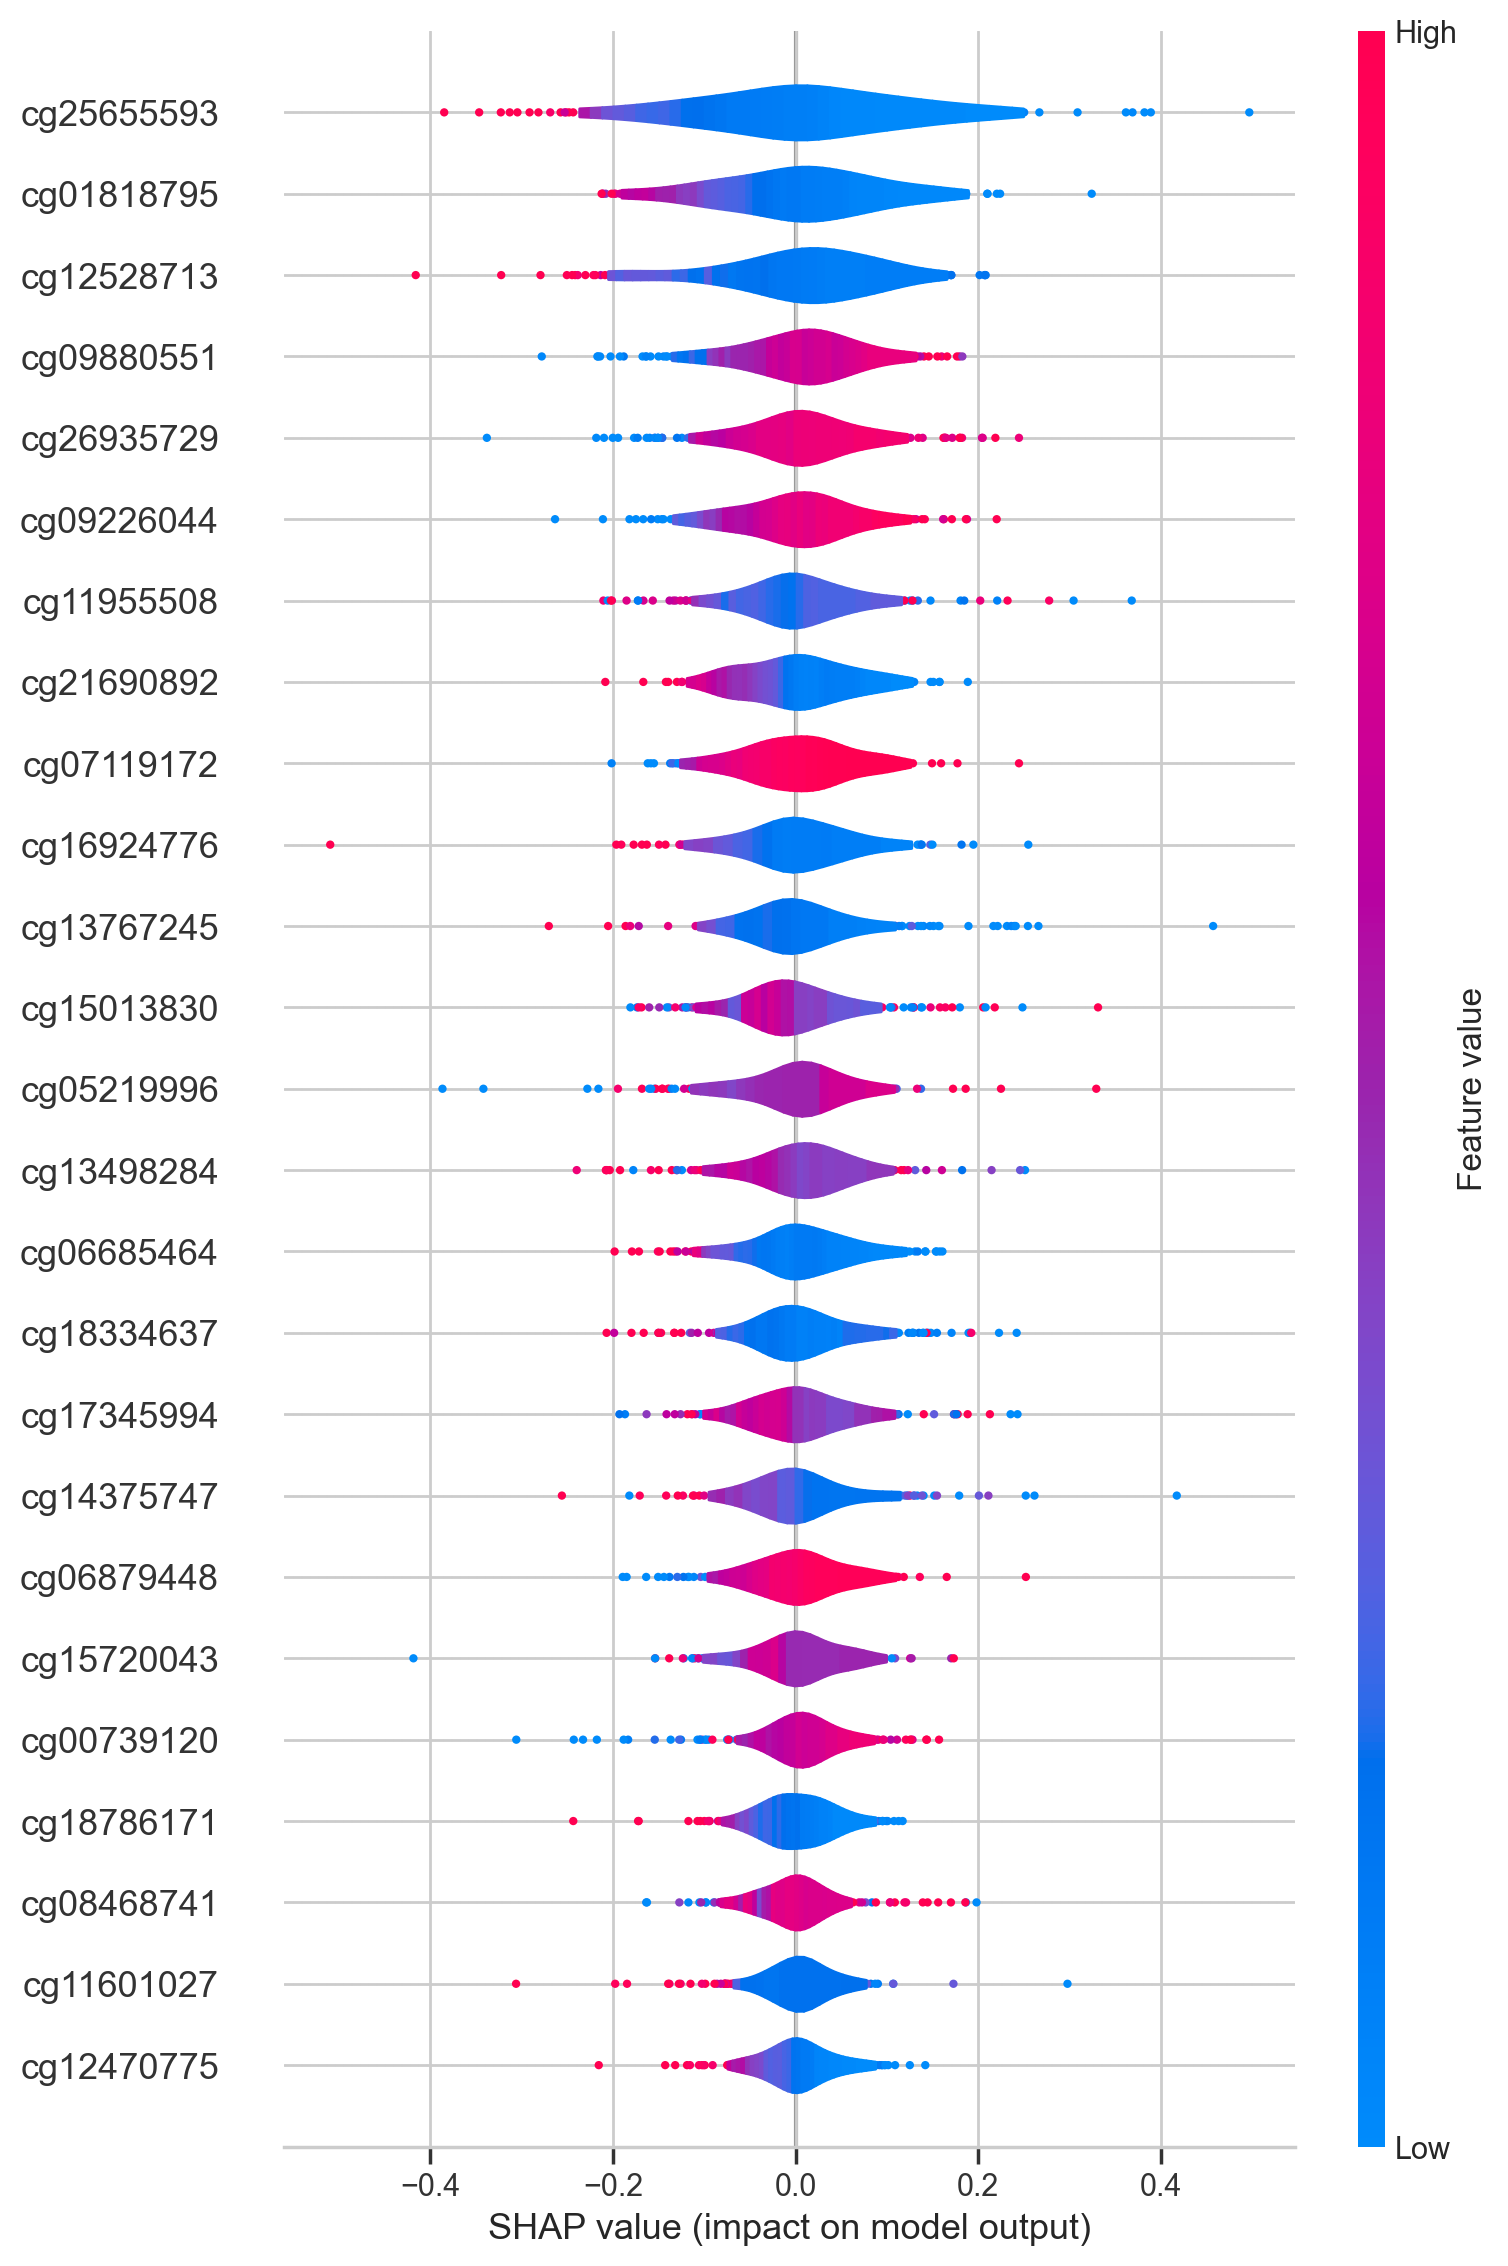 High
cg25655593
cg01818795
cg12528713
cg09880551
cg26935729
cg09226044
cg11955508
cg21690892
cg07119172
cg16924776
cg13767245
cg15013830
cg05219996
cg13498284
cg06685464
cg18334637
cg17345994
cg14375747
cg06879448
cg15720043
cg00739120
cg18786171
cg08468741
cg11601027
cg12470775
Feature value
Low
−0.4 −0.2 0.0 0.2 0.4
SHAP value (impact on model output)